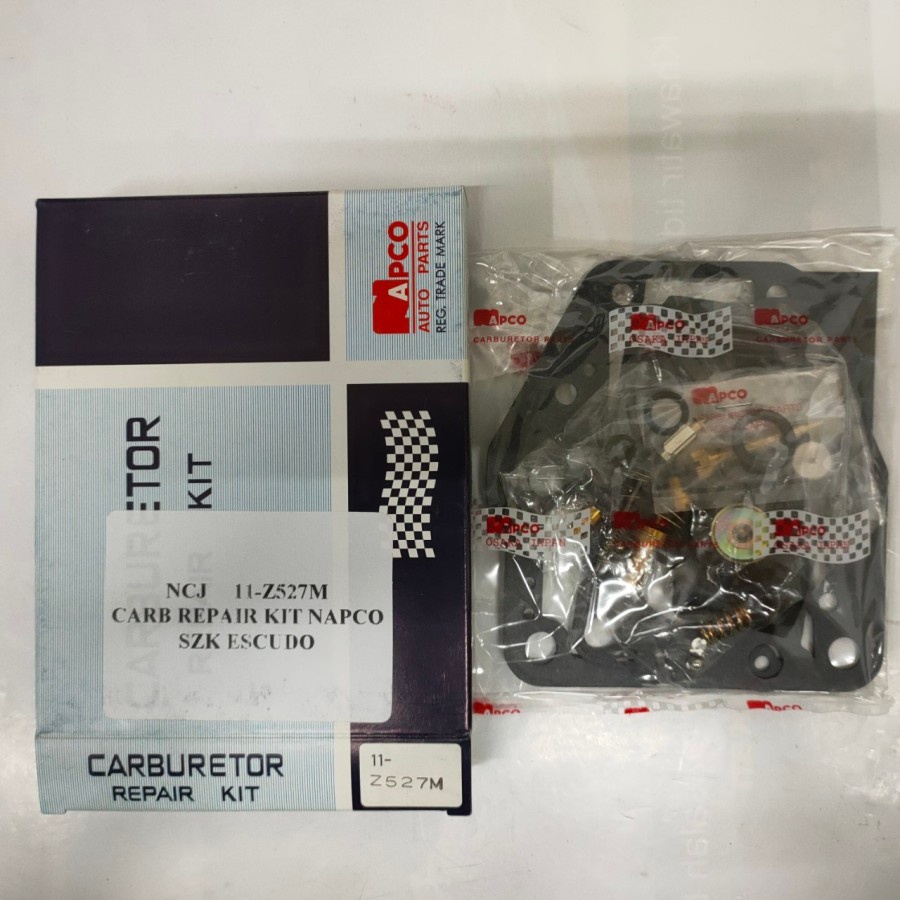 NAPCO
AUTO PARTS
REG. TRADE MARK
CARBURETOR
REPAIR KIT
NCJ 11-Z527M
CARB REPAIR KIT NAPCO
SZK ESCUDO
CARBURETOR
REPAIR KIT
11-
Z527M
NAPCO
CARBURETOR PARTS
NAPCO
OSAKA JAPAN
NAPCO
CARBURETOR PARTS
NAPCO
NAPCO
OSAKA JAPAN
NAPCO
NAPCO
NAPCO